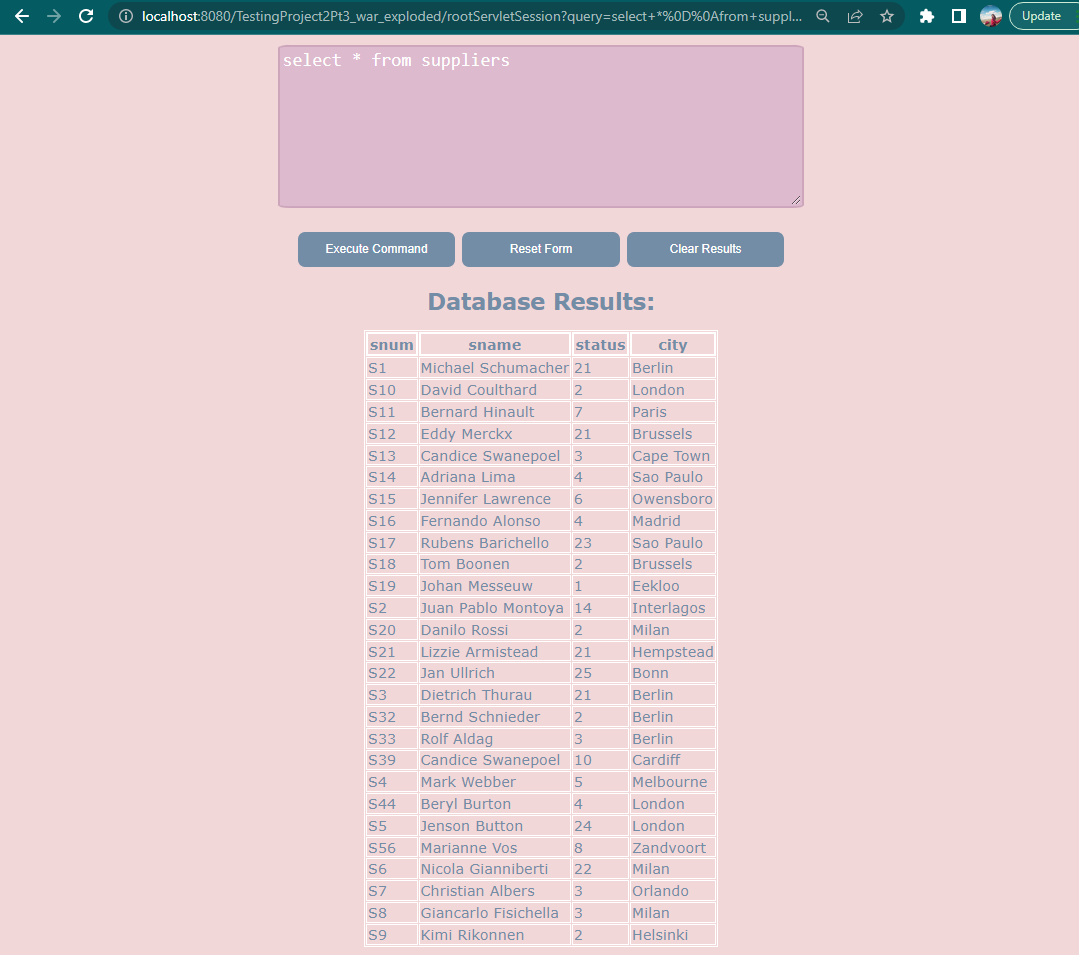 localhost:8080/TestingProject2Pt3_war_exploded/rootServletSession?query=select+*%0D%0Afrom+suppl... Update
select * from suppliers
Execute Command Reset Form Clear Results
Database Results:
snum sname status city
S1 Michael Schumacher 21 Berlin
S10 David Coulthard 2 London
S11 Bernard Hinault 7 Paris
S12 Eddy Merckx 21 Brussels
S13 Candice Swanepoel 3 Cape Town
S14 Adriana Lima 4 Sao Paulo
S15 Jennifer Lawrence 6 Owensboro
S16 Fernando Alonso 4 Madrid
S17 Rubens Barichello 23 Sao Paulo
S18 Tom Boonen 2 Brussels
S19 Johan Messeuw 1 Eekloo
S2 Juan Pablo Montoya 14 Interlagos
S20 Danilo Rossi 2 Milan
S21 Lizzie Armistead 21 Hempstead
S22 Jan Ullrich 25 Bonn
S3 Dietrich Thurau 21 Berlin
S32 Bernd Schnieder 2 Berlin
S33 Rolf Aldag 3 Berlin
S39 Candice Swanepoel 10 Cardiff
S4 Mark Webber 5 Melbourne
S44 Beryl Burton 4 London
S5 Jenson Button 24 London
S56 Marianne Vos 8 Zandvoort
S6 Nicola Gianniberti 22 Milan
S7 Christian Albers 3 Orlando
S8 Giancarlo Fisichella 3 Milan
S9 Kimi Rikonnen 2 Helsinki